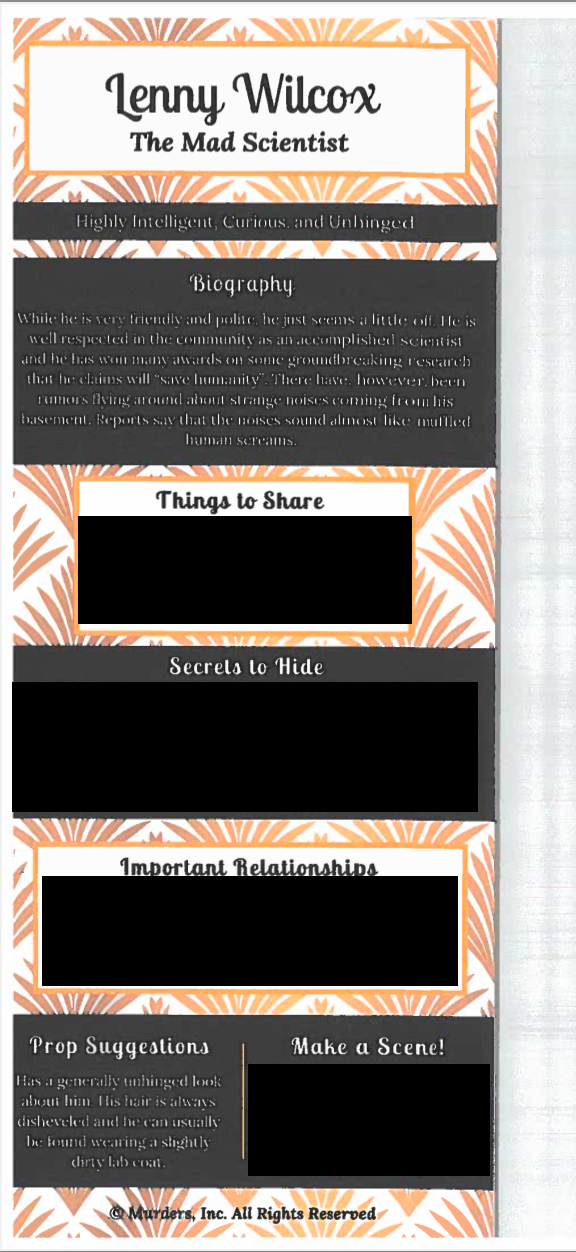 Lenny Wilcox
The Mad Scientist
Highly Intelligent, Curious, and Unhinged
Biography
While he is very friendly and polite, he just seems a little off. He is
well respected in the community as an accomplished scientist
and he has won many awards on some groundbreaking research
that he claims will "save humanity". There have, however, been
rumors flying around about strange noises coming from his
basement. Reports say that the noises sound almost like muffled
human screams.
Things to Share
Secrets to Hide
Important Relationships
Prop Suggestions
Has a generally unhinged look
about him. His hair is always
disheveled and he can usually
be found wearing a slightly
dirty lab coat.
Make a Scene!
© Murders, Inc. All Rights Reserved